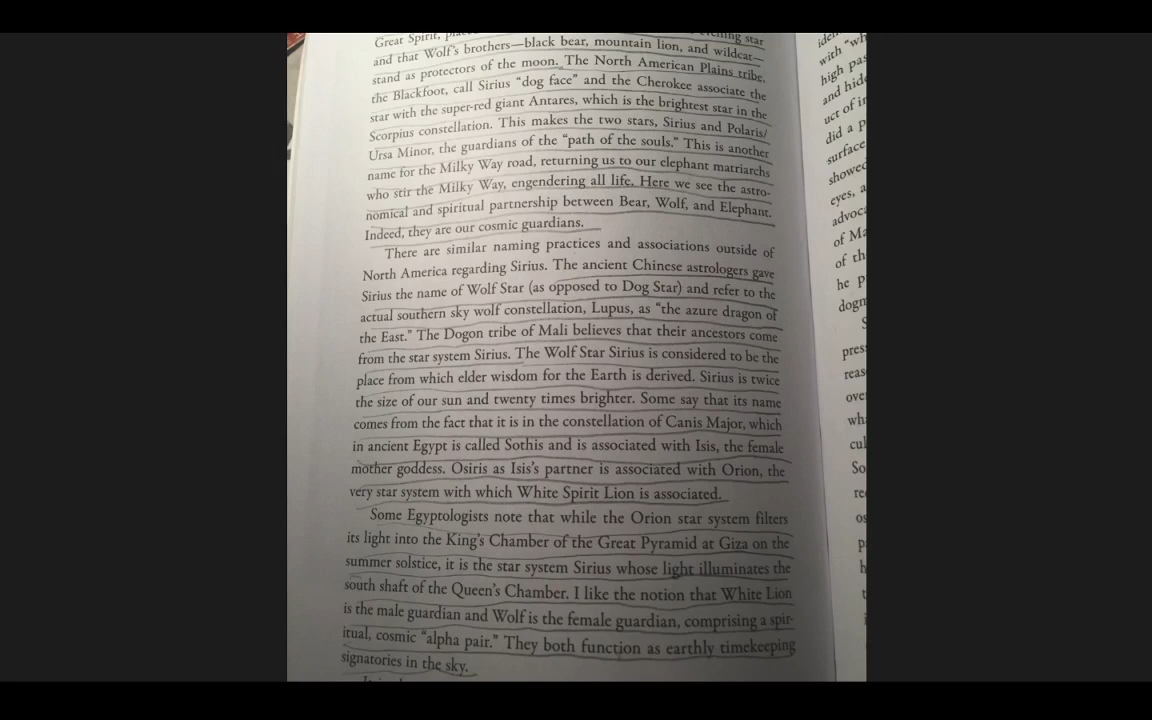 Great Spirit, evening star
and that Wolf's brothers—black bear, mountain lion, and wildcat—
stand as protectors of the moon. The North American Plains tribe,
the Blackfoot, call Sirius “dog face” and the Cherokee associate the
star with the super-red giant Antares, which is the brightest star in the
Scorpius constellation. This makes the two stars, Sirius and Polaris/
Ursa Minor, the guardians of the “path of the souls.” This is another
name for the Milky Way road, returning us to our elephant matriarchs
who stir the Milky Way, engendering all life. Here we see the astro-
nomical and spiritual partnership between Bear, Wolf, and Elephant.
Indeed, they are our cosmic guardians.
There are similar naming practices and associations outside of
North America regarding Sirius. The ancient Chinese astrologers gave
Sirius the name of Wolf Star (as opposed to Dog Star) and refer to the
actual southern sky wolf constellation, Lupus, as “the azure dragon of
the East.” The Dogon tribe of Mali believes that their ancestors come
from the star system Sirius. The Wolf Star Sirius is considered to be the
place from which elder wisdom for the Earth is derived. Sirius is twice
the size of our sun and twenty times brighter. Some say that its name
comes from the fact that it is in the constellation of Canis Major, which
in ancient Egypt is called Sothis and is associated with Isis, the female
mother goddess. Osiris as Isis's partner is associated with Orion, the
very star system with which White Spirit Lion is associated.
Some Egyptologists note that while the Orion star system filters
its light into the King's Chamber of the Great Pyramid at Giza on the
summer solstice, it is the star system Sirius whose light illuminates the
south shaft of the Queen's Chamber. I like the notion that White Lion
is the male guardian and Wolf is the female guardian, comprising a spir-
itual, cosmic “alpha pair.” They both function as earthly timekeeping
signatories in the sky.
with
high
and
uct of
did a
surface
showed
eyes,
of
of
he